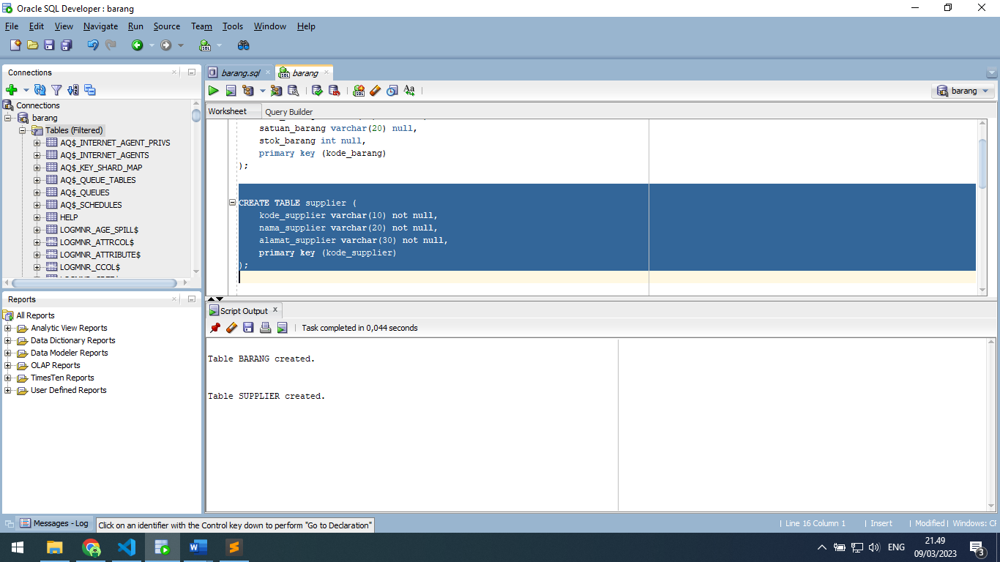 Oracle SQL Developer : barang
File Edit View Navigate Run Source Team Tools Window Help
Connections
Connections
barang
Tables (Filtered)
AQ$_INTERNET_AGENT_PRIVS
AQ$_INTERNET_AGENTS
AQ$_KEY_SHARD_MAP
AQ$_QUEUE_TABLES
AQ$_QUEUES
AQ$_SCHEDULES
HELP
LOGMNR_AGE_SPILL$
LOGMNR_ATTRCOL$
LOGMNR_ATTRIBUTE$
LOGMNR_CCOL$
Reports
All Reports
Analytic View Reports
Data Dictionary Reports
Data Modeler Reports
OLAP Reports
TimesTen Reports
User Defined Reports
barang.sql barang
barang
Worksheet Query Builder
satuan_barang varchar(20) null,
stok_barang int null,
primary key (kode_barang)
);
CREATE TABLE supplier (
kode_supplier varchar(10) not null,
nama_supplier varchar(20) not null,
alamat_supplier varchar(30) not null,
primary key (kode_supplier)
);
Script Output
Task completed in 0,044 seconds
Table BARANG created.
Table SUPPLIER created.
Messages - Log
Click on an identifier with the Control key down to perform "Go to Declaration"
Line 16 Column 1 Insert Modified Windows: CF
ENG
21.49
09/03/2023
3